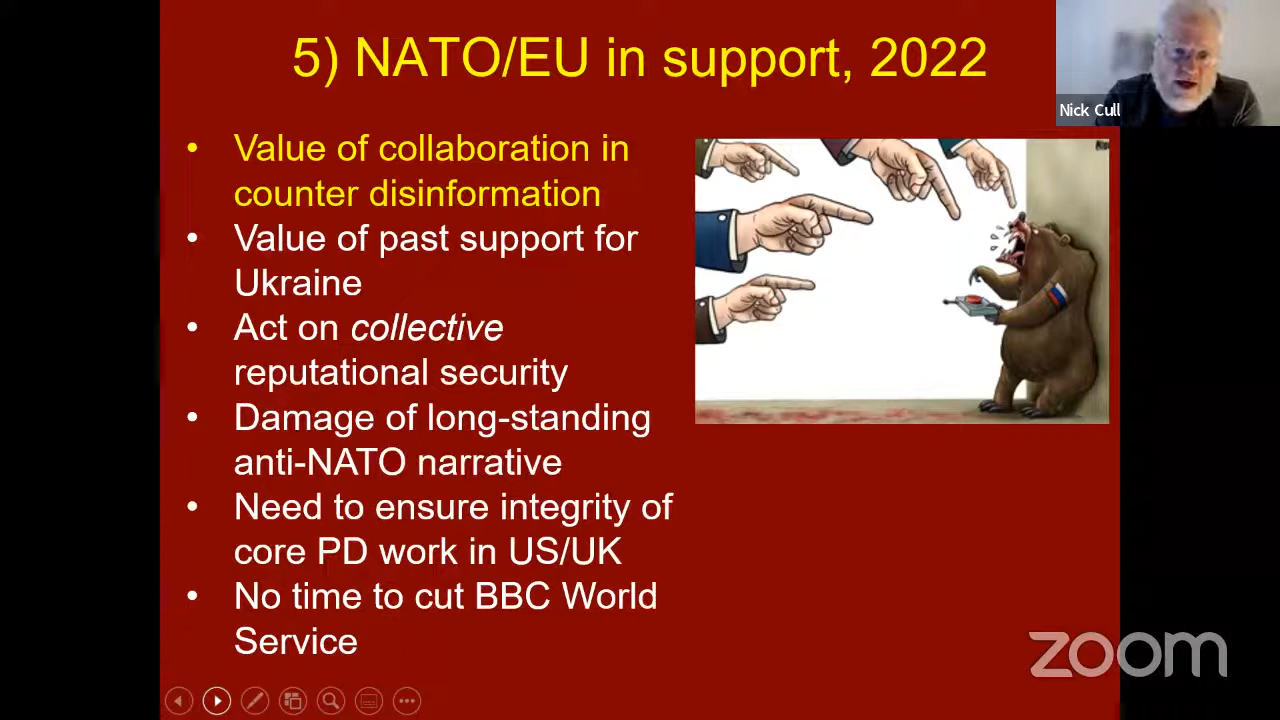 5) NATO/EU in support, 2022
Nick Cull
• Value of collaboration in
counter disinformation
• Value of past support for
Ukraine
• Act on collective
reputational security
• Damage of long-standing
anti-NATO narrative
• Need to ensure integrity of
core PD work in US/UK
• No time to cut BBC World
Service
zoom